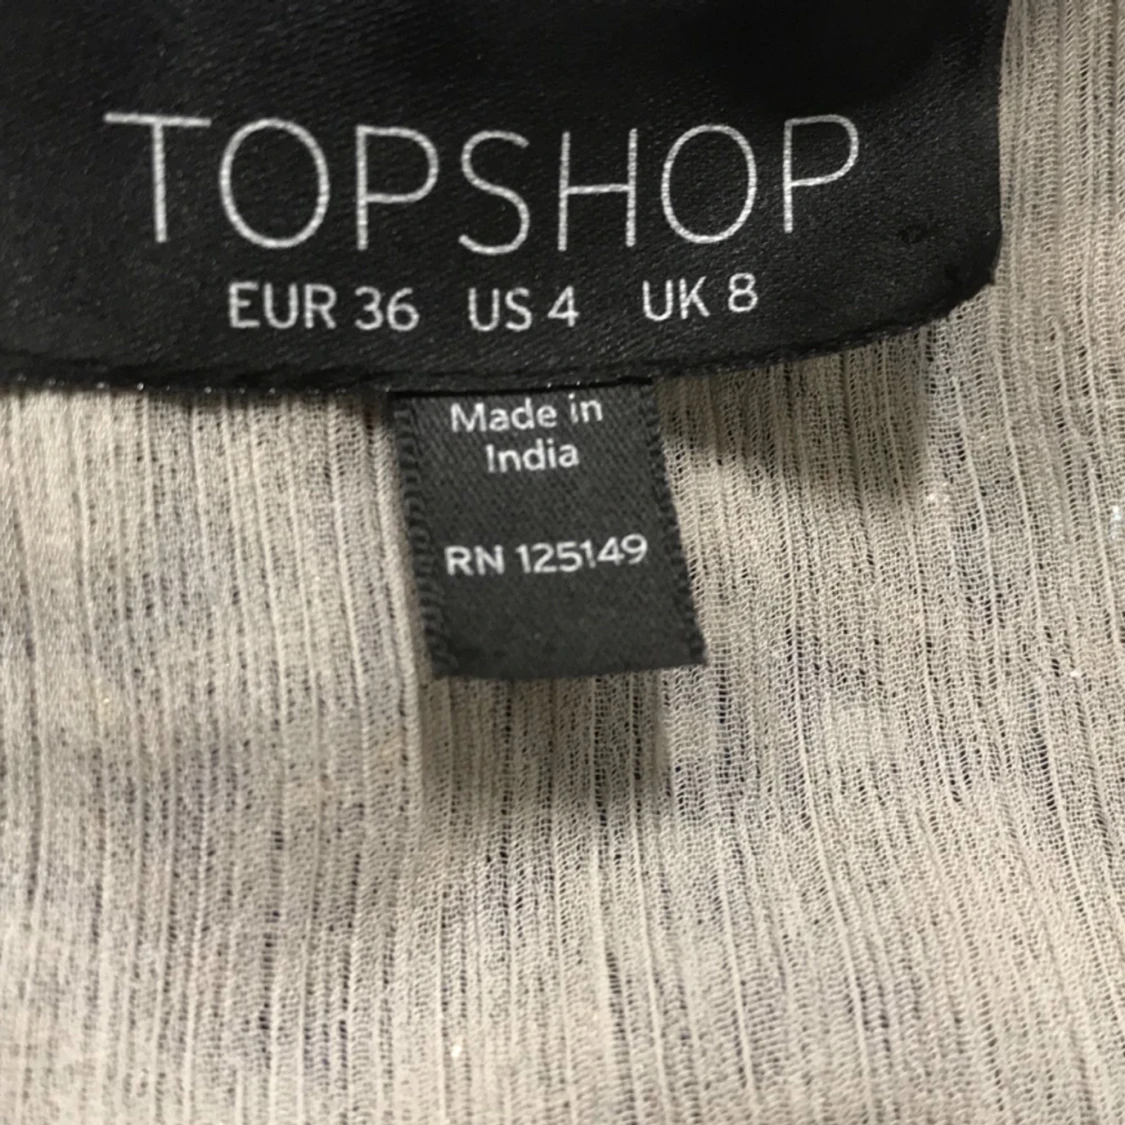 TOPSHOP
EUR 36 US 4 UK 8
Made in
India
RN 125149